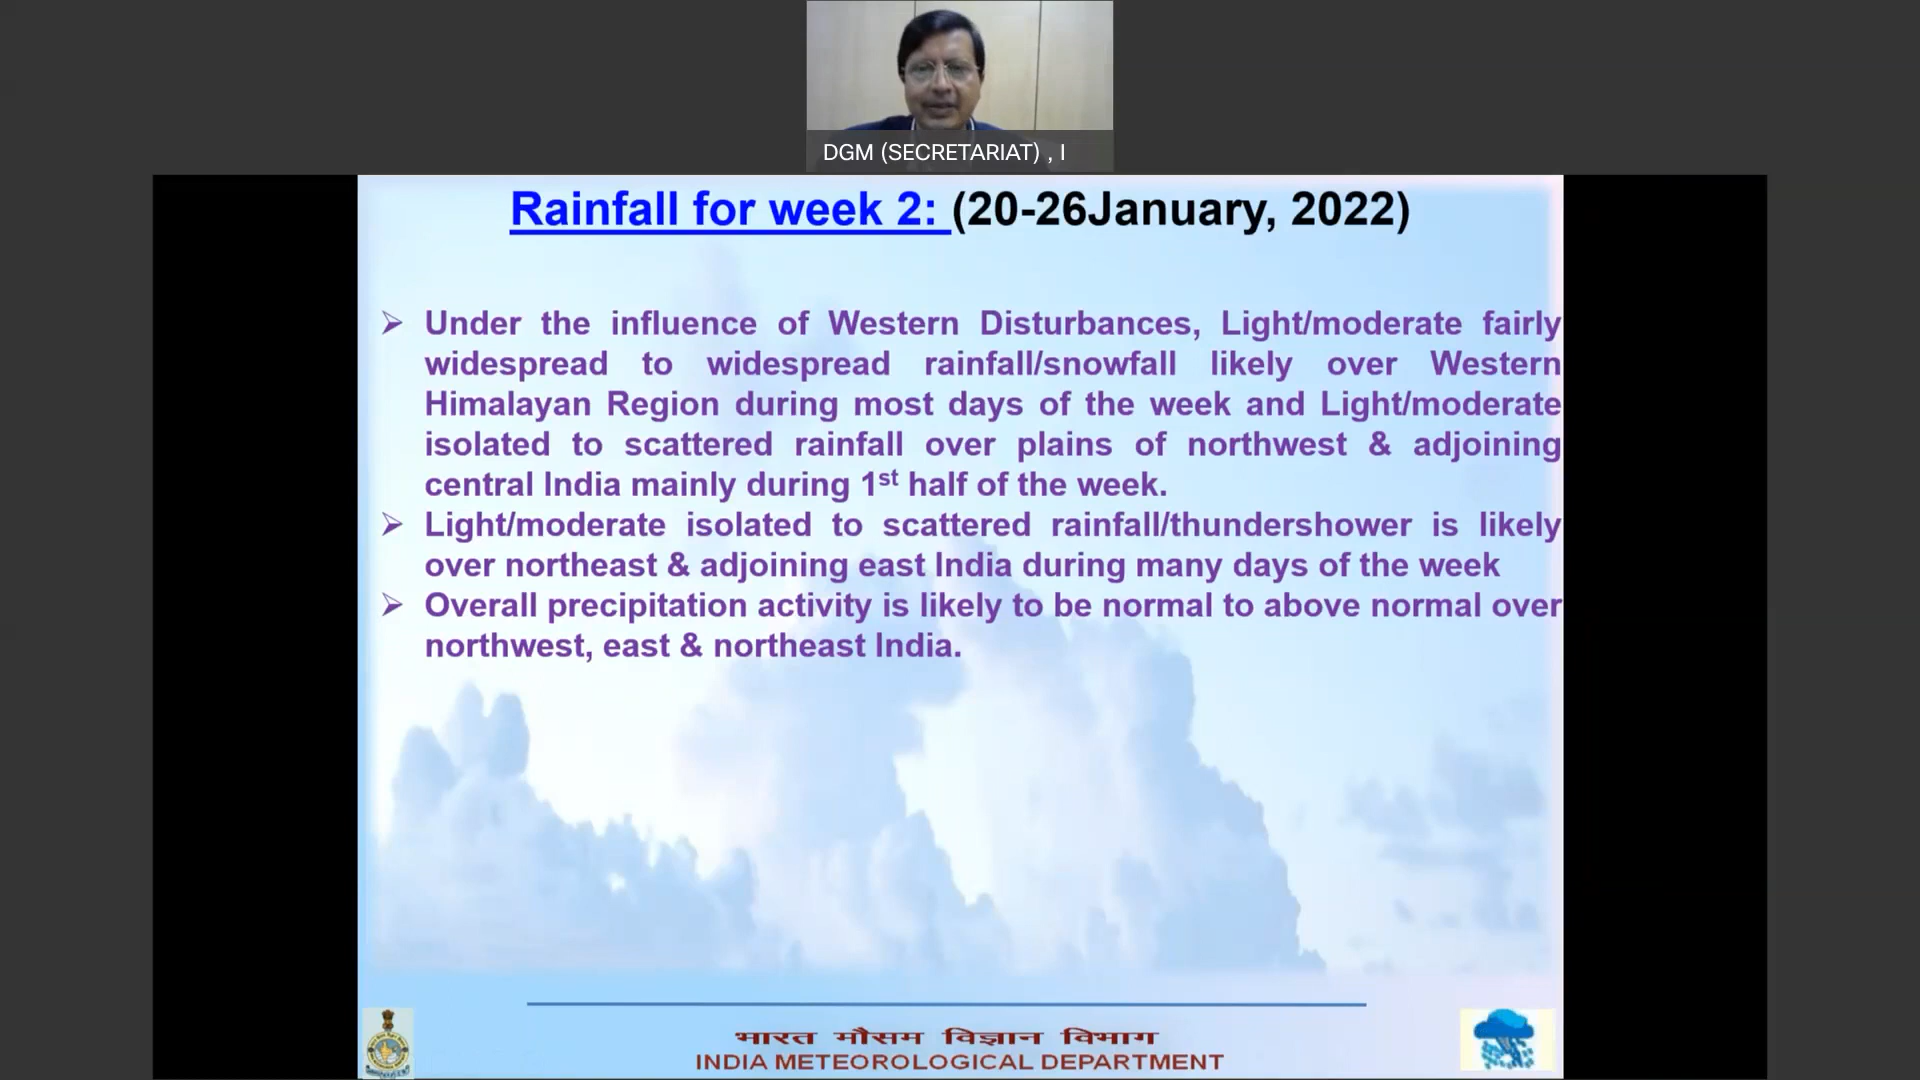 DGM (SECRETARIAT) , I
Rainfall for week 2: (20-26January, 2022)
➢ Under the influence of Western Disturbances, Light/moderate fairly
widespread to widespread rainfall/snowfall likely over Western
Himalayan Region during most days of the week and Light/moderate
isolated to scattered rainfall over plains of northwest & adjoining
central India mainly during 1st half of the week.
➢ Light/moderate isolated to scattered rainfall/thundershower is likely
over northeast & adjoining east India during many days of the week
➢ Overall precipitation activity is likely to be normal to above normal over
northwest, east & northeast India.
भारत मौसम विज्ञान विभाग
INDIA METEOROLOGICAL DEPARTMENT